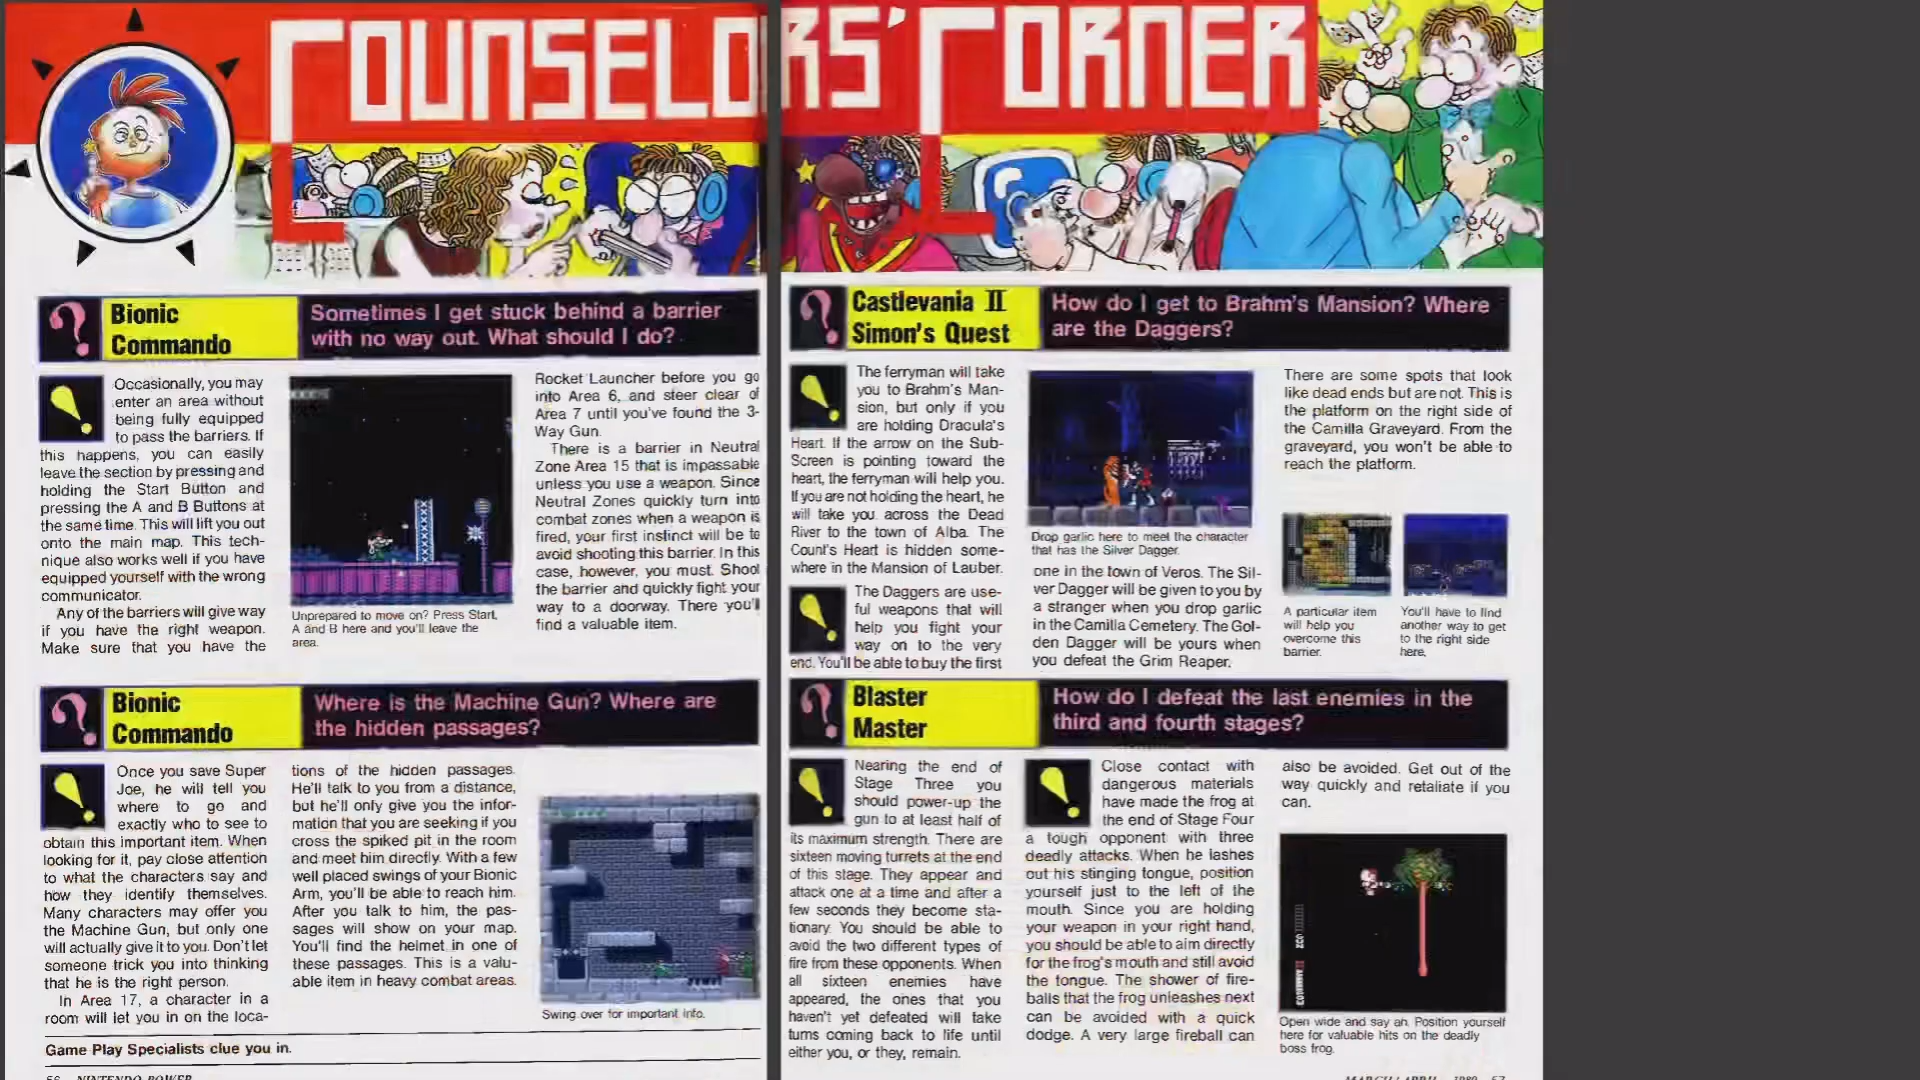 COUNSELORS' CORNER
Bionic
Commando
Sometimes I get stuck behind a barrier
with no way out. What should I do?
Occasionally, you may
enter an area without
being fully equipped
to pass the barriers. If
this happens, you can easily
leave the section by pressing and
holding the Start Button and
pressing the A and B Buttons at
the same time. This will lift you out
onto the main map. This tech-
nique also works well if you have
equipped yourself with the wrong
communicator.
Any of the barriers will give way
if you have the right weapon.
Make sure that you have the
Unprepared to move on? Press Start,
A and B here and you'll leave the
area.
Rocket Launcher before you go
into Area 6, and steer clear of
Area 7 until you've found the 3-
Way Gun.
There is a barrier in Neutral
Zone Area 15 that is impassable
unless you use a weapon. Since
Neutral Zones quickly turn into
combat zones when a weapon is
fired, your first instinct will be to
avoid shooting this barrier. In this
case, however, you must. Shoot
the barrier and quickly fight your
way to a doorway. There you'll
find a valuable item.
Bionic
Commando
Where is the Machine Gun? Where are
the hidden passages?
Once you save Super
Joe, he will tell you
where to go and
exactly who to see to
obtain this important item. When
looking for it, pay close attention
to what the characters say and
how they identify themselves.
Many characters may offer you
the Machine Gun, but only one
will actually give it to you. Don't let
someone trick you into thinking
that he is the right person.
In Area 17, a character in a
room will let you in on the loca-
tions of the hidden passages.
He'll talk to you from a distance,
but he'll only give you the infor-
mation that you are seeking if you
cross the spiked pit in the room
and meet him directly. With a few
well placed swings of your Bionic
Arm, you'll be able to reach him.
After you talk to him, the pas-
sages will show on your map.
You'll find the helmet in one of
these passages. This is a valu-
able item in heavy combat areas.
Swing over for important info.
Game Play Specialists clue you in.
56 NINTENDO POWER
Castlevania II
Simon's Quest
How do I get to Brahm's Mansion? Where
are the Daggers?
The ferryman will take
you to Brahm's Man-
sion, but only if you
are holding Dracula's
Heart. If the arrow on the Sub-
Screen is pointing toward the
heart, the ferryman will help you.
If you are not holding the heart, he
will take you across the Dead
River to the town of Alba. The
Count's Heart is hidden some-
where in the Mansion of Lauber.
The Daggers are use-
ful weapons that will
help you fight your
way on to the very
end. You'll be able to buy the first
Drop garlic here to meet the character
that has the Silver Dagger.
one in the town of Veros. The Sil-
ver Dagger will be given to you by
a stranger when you drop garlic
in the Camilla Cemetery. The Gol-
den Dagger will be yours when
you defeat the Grim Reaper.
There are some spots that look
like dead ends but are not. This is
the platform on the right side of
the Camilla Graveyard. From the
graveyard, you won't be able to
reach the platform.
A particular item
will help you
overcome this
barrier.
You'll have to find
another way to get
to the right side
here.
Blaster
Master
How do I defeat the last enemies in the
third and fourth stages?
Nearing the end of
Stage Three you
should power-up the
gun to at least half of
its maximum strength. There are
sixteen moving turrets at the end
of this stage. They appear and
attack one at a time and after a
few seconds they become sta-
tionary. You should be able to
avoid the two different types of
fire from these opponents. When
all sixteen enemies have
appeared, the ones that you
haven't yet defeated will take
turns coming back to life until
either you, or they, remain.
Close contact with
dangerous materials
have made the frog at
the end of Stage Four
a tough opponent with three
deadly attacks. When he lashes
out his stinging tongue, position
yourself just to the left of the
mouth. Since you are holding
your weapon in your right hand,
you should be able to aim directly
for the frog's mouth and still avoid
the tongue. The shower of fire-
balls that the frog unleashes next
can be avoided with a quick
dodge. A very large fireball can
also be avoided. Get out of the
way quickly and retaliate if you
can.
Open wide and say ah. Position yourself
here for valuable hits on the deadly
boss frog.
MARCH/APRIL 1989 57